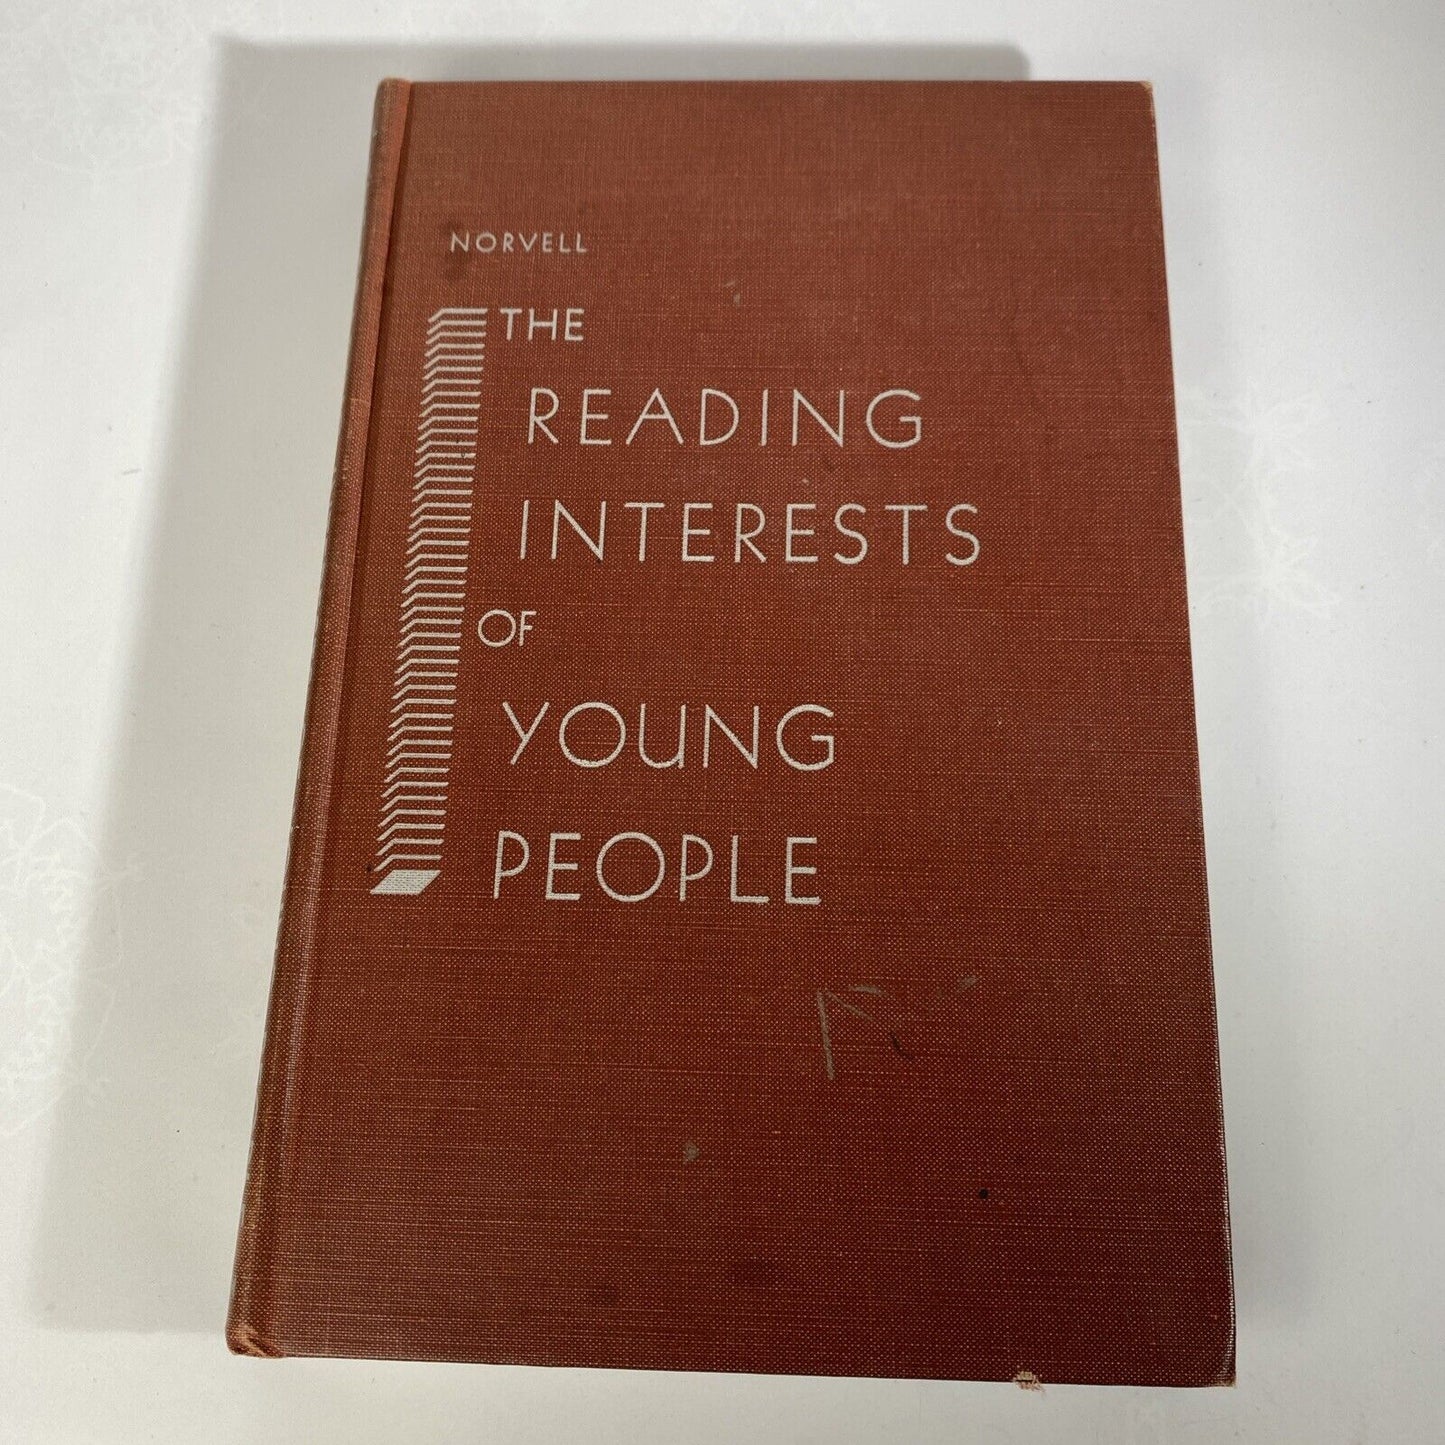 NORVELL
THE
READING
INTERESTS
OF
YOUNG
PEOPLE